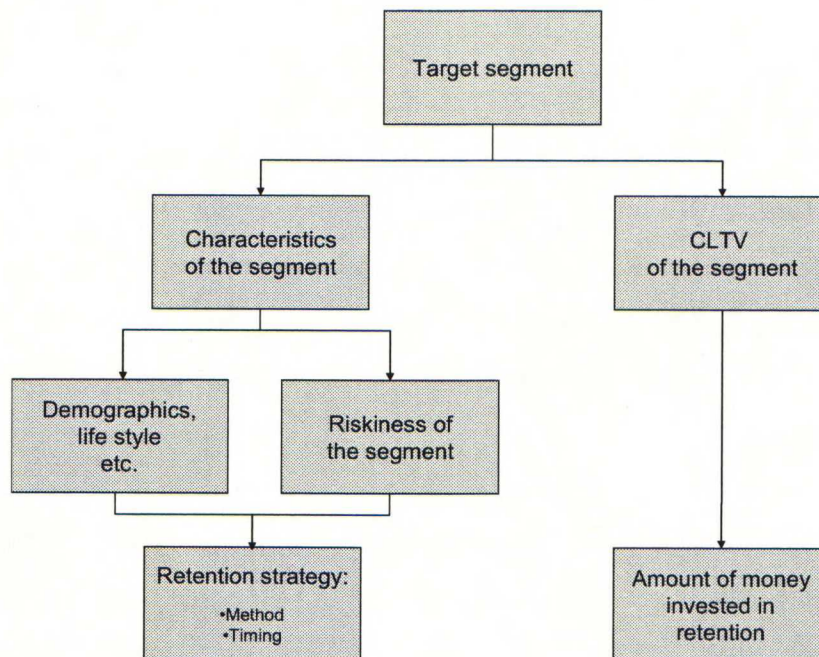 Target segment
Characteristics
of the segment
CLTV
of the segment
Demographics,
life style
etc.
Riskiness of
the segment
Retention strategy:
•Method
•Timing
Amount of money
invested in
retention